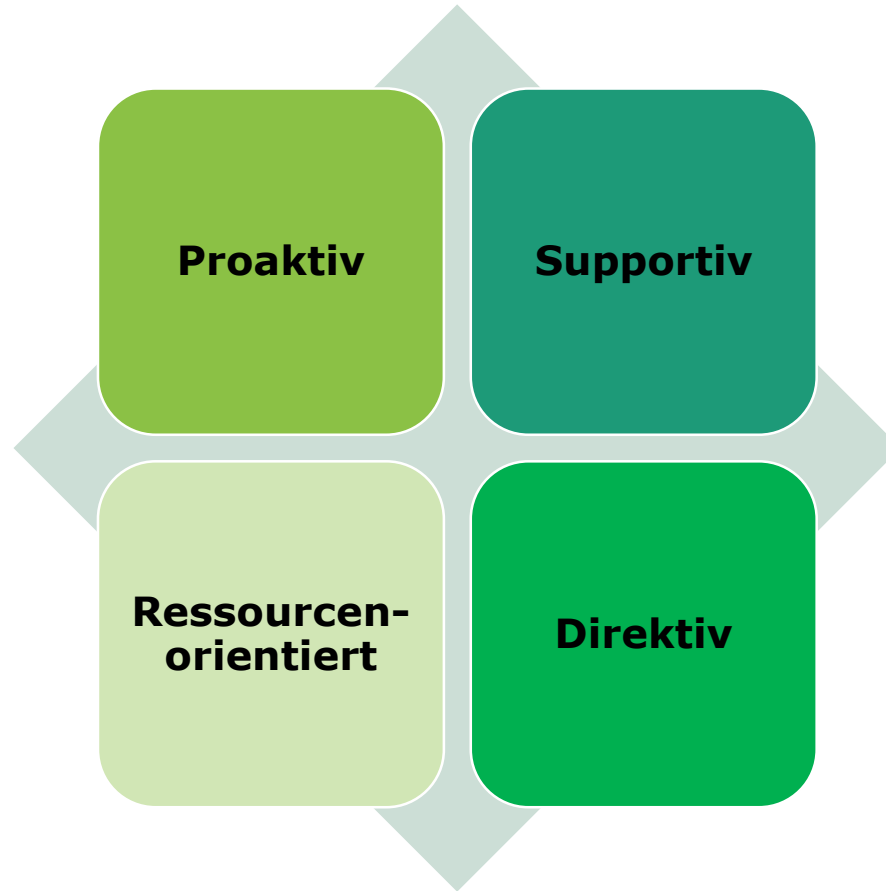 Proaktiv
Supportiv
Ressourcen-
orientiert
Direktiv